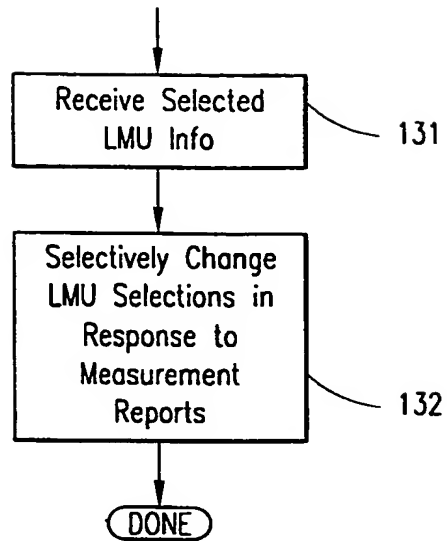 Receive Selected
LMU Info
131
Selectively Change
LMU Selections in
Response to
Measurement
Reports
132
DONE